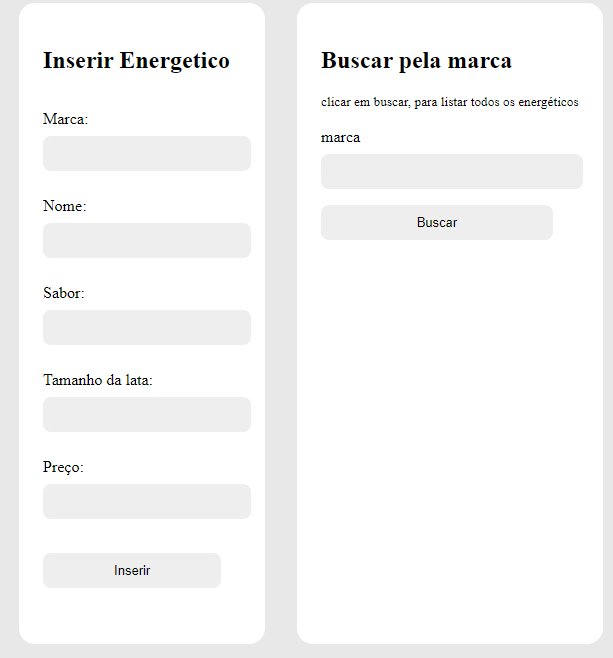 Inserir Energetico
Marca:
Nome:
Sabor:
Tamanho da lata:
Preço:
Inserir
Buscar pela marca
clicar em buscar, para listar todos os energéticos
marca
Buscar